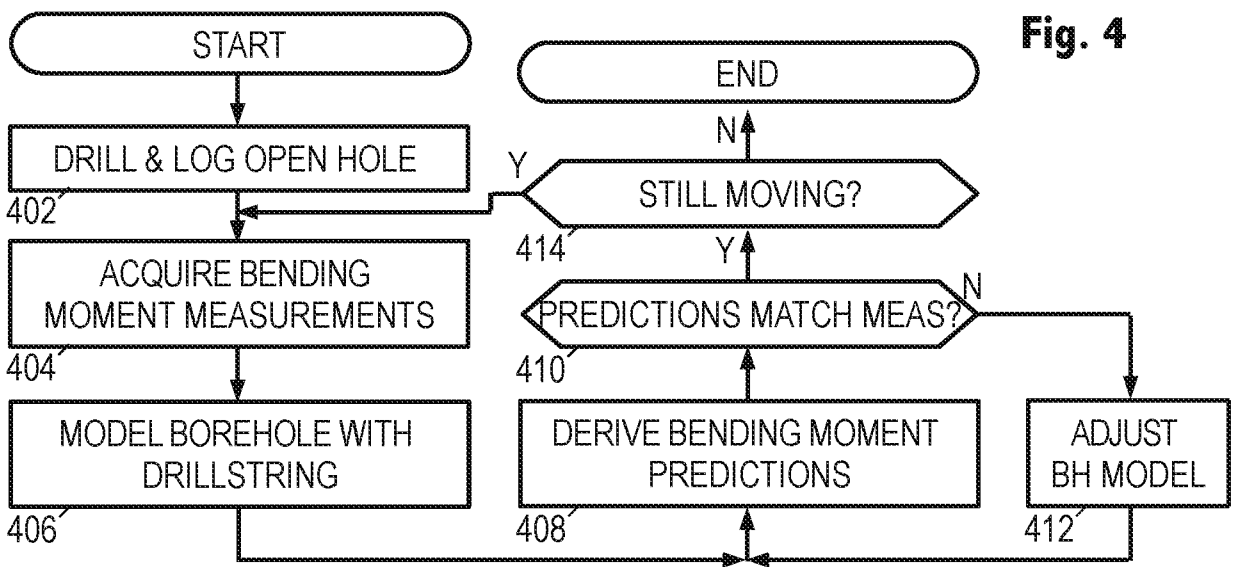 Fig. 4
START
DRILL & LOG OPEN HOLE
402
ACQUIRE BENDING
MOMENT MEASUREMENTS
404
MODEL BOREHOLE WITH
DRILLSTRING
406
END
N
Y
STILL MOVING?
414
Y
PREDICTIONS MATCH MEAS?
N
410
DERIVE BENDING MOMENT
PREDICTIONS
408
ADJUST
BH MODEL
412